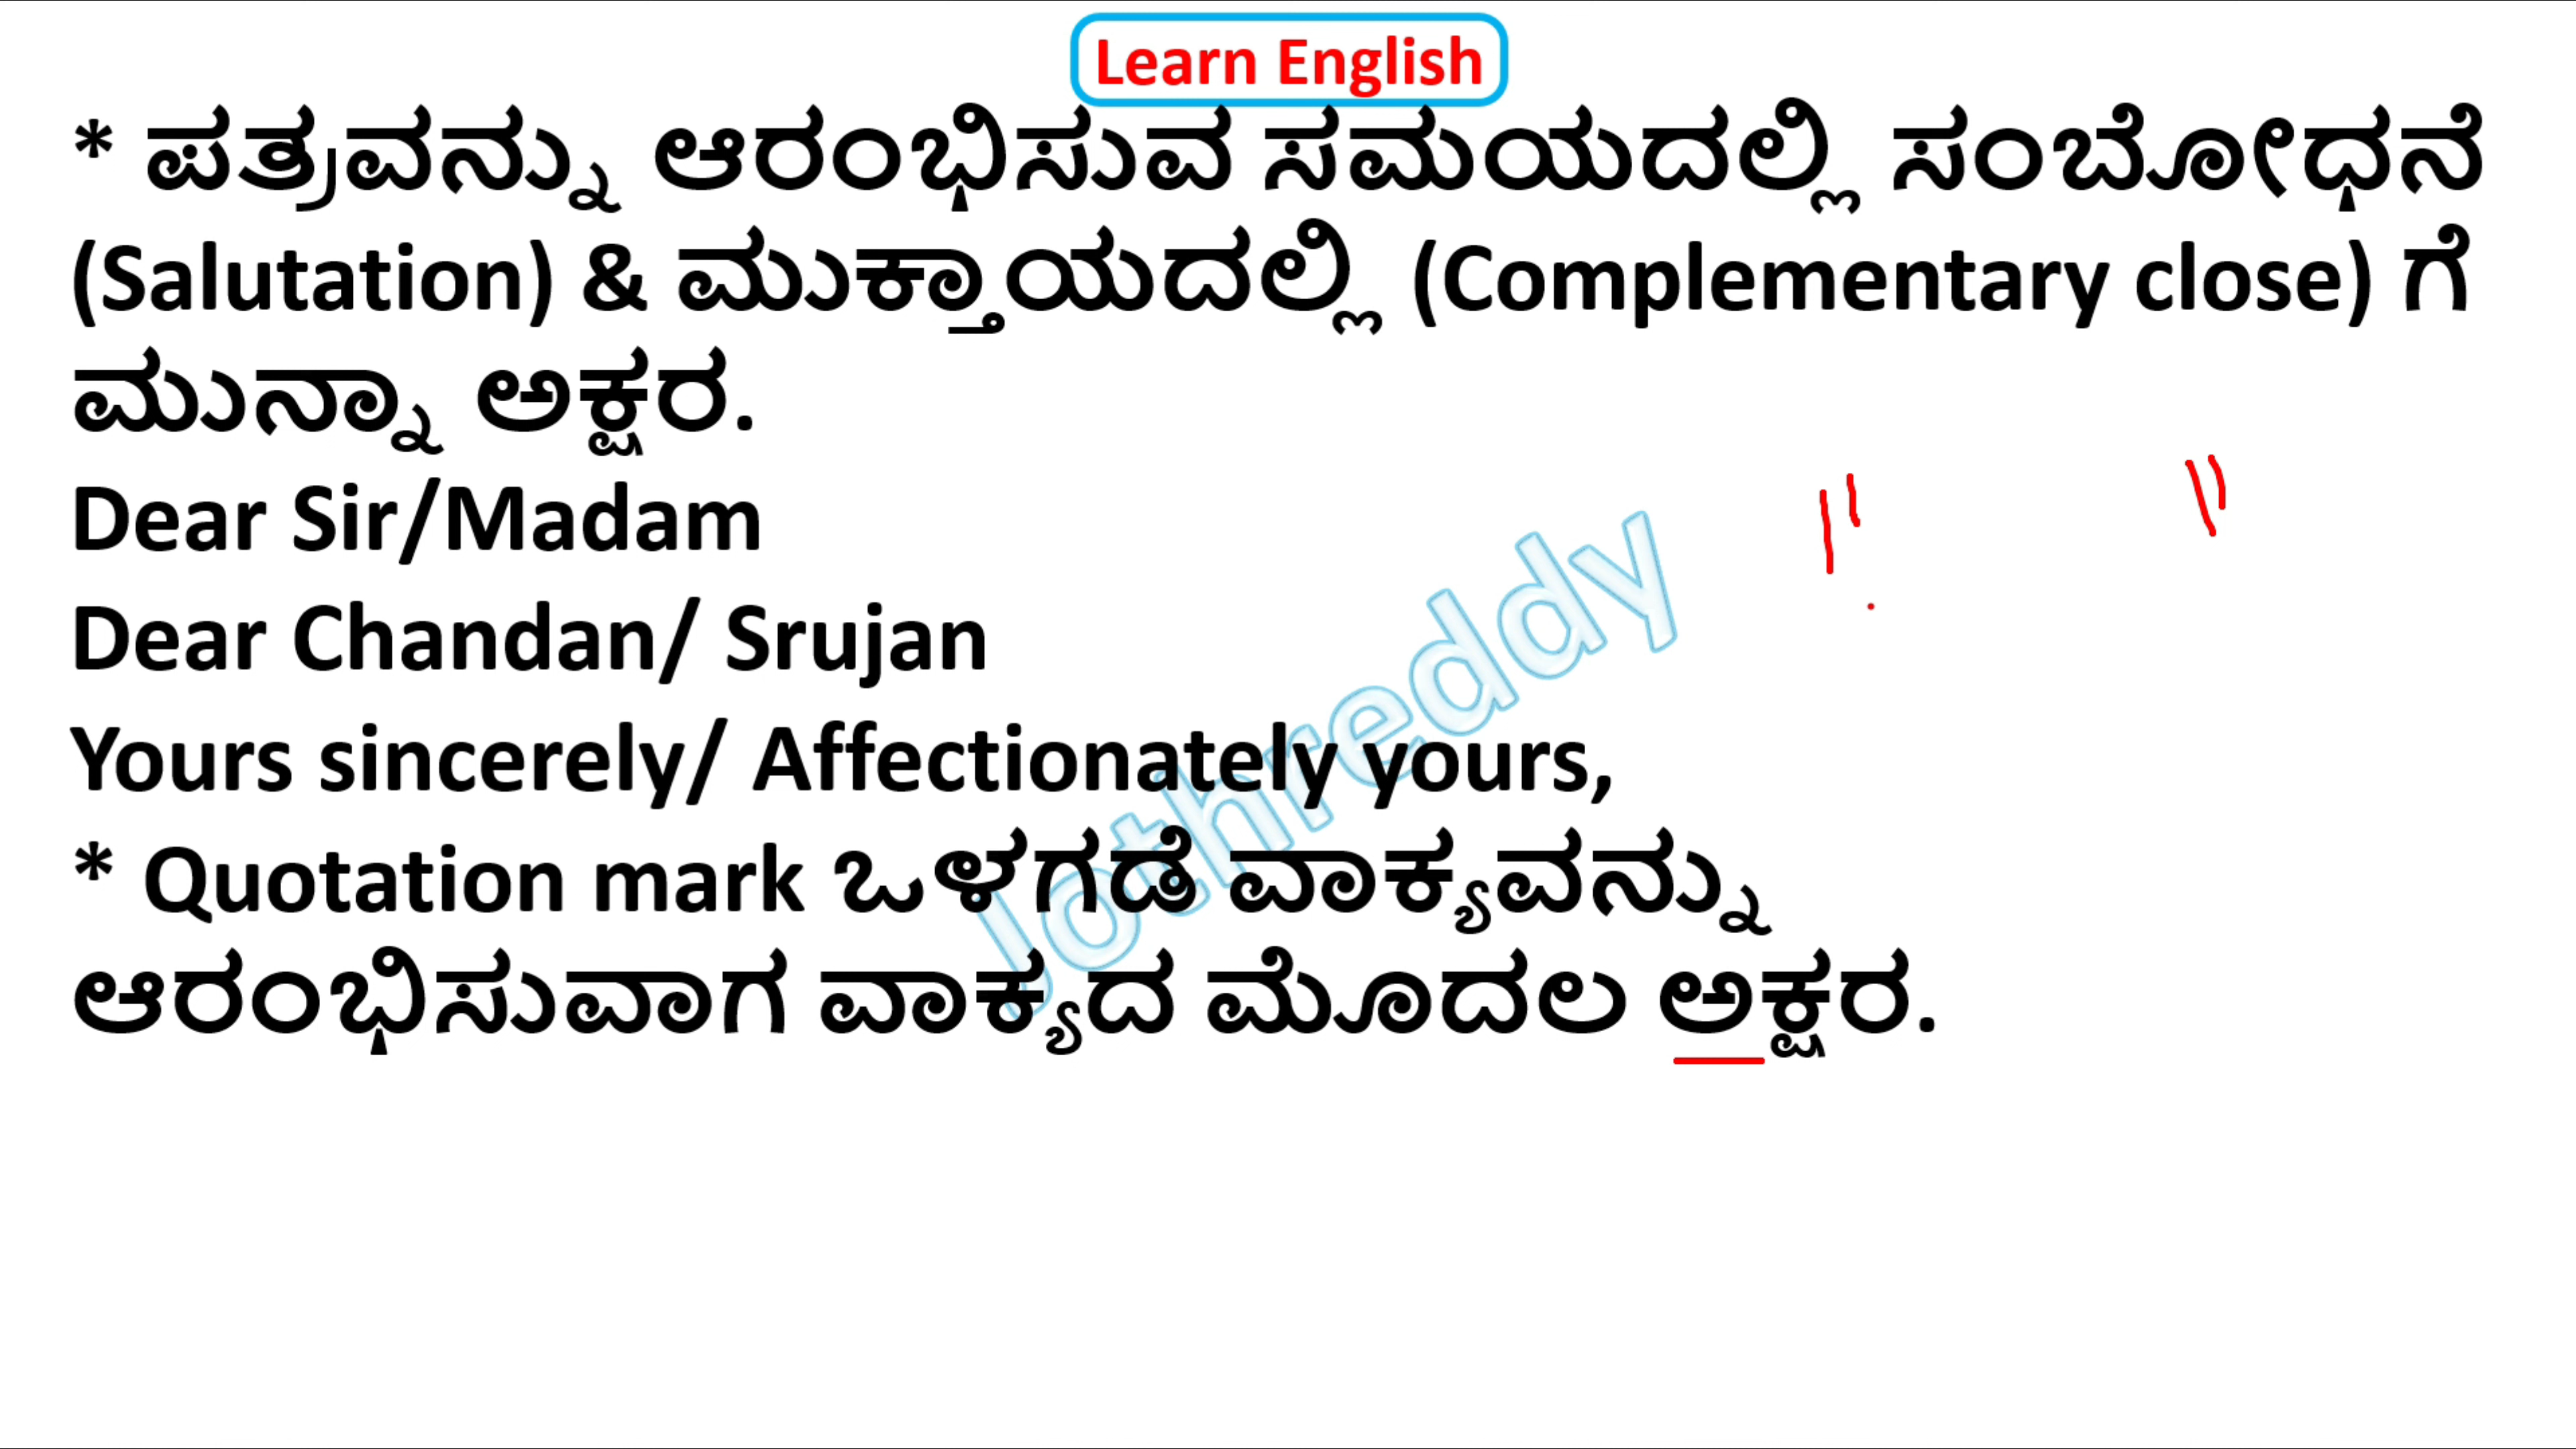 Learn English
* ಪತ್ರವನ್ನು ಆರಂಭಿಸುವ ಸಮಯದಲ್ಲಿ ಸಂಬೋಧನೆ
(Salutation) & ಮುಕ್ತಾಯದಲ್ಲಿ (Complementary close) ಗೆ
ಮುನ್ನಾ ಅಕ್ಷರ.
Dear Sir/Madam
Dear Chandan/ Srujan
Yours sincerely/ Affectionately yours,
* Quotation mark ಒಳಗಡೆ ವಾಕ್ಯವನ್ನು
ಆರಂಭಿಸುವಾಗ ವಾಕ್ಯದ ಮೊದಲ ಅಕ್ಷರ.
Jothreddy